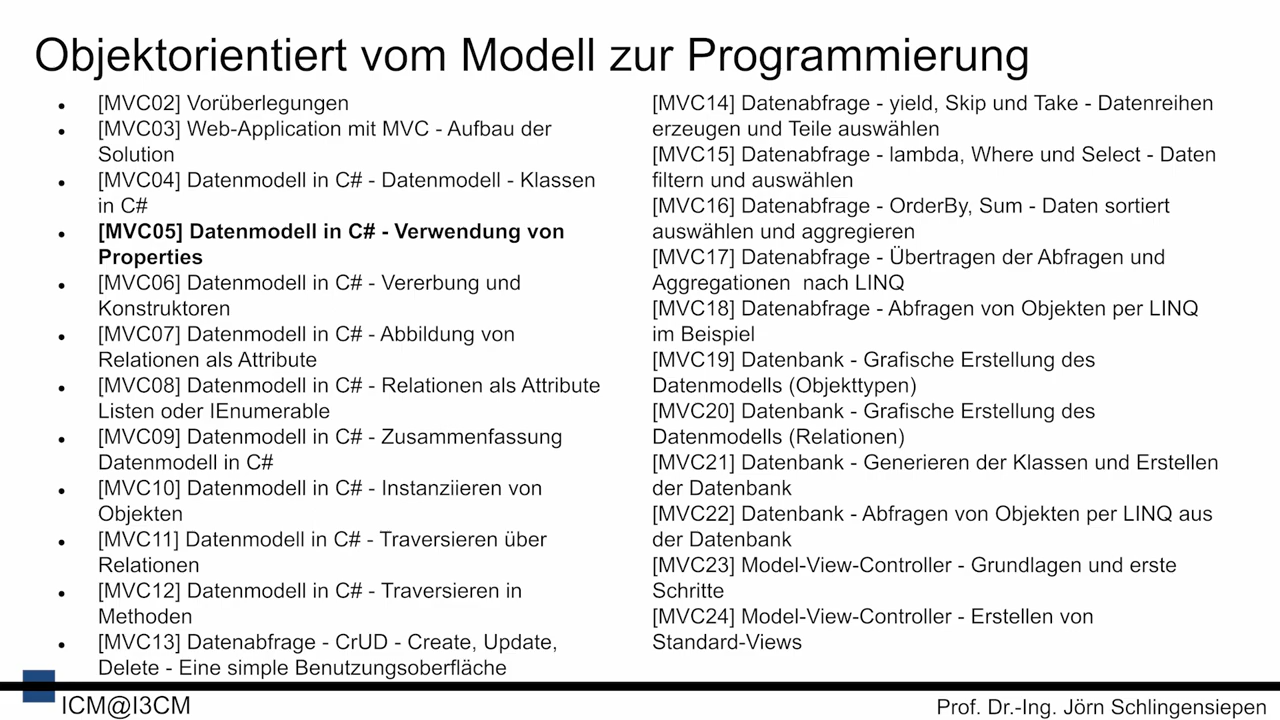 Objektorientiert vom Modell zur Programmierung
[MVC02] Vorüberlegungen
[MVC03] Web-Application mit MVC - Aufbau der
Solution
[MVC04] Datenmodell in C# - Datenmodell - Klassen
in C#
[MVC05] Datenmodell in C# - Verwendung von
Properties
[MVC06] Datenmodell in C# - Vererbung und
Konstruktoren
[MVC07] Datenmodell in C# - Abbildung von
Relationen als Attribute
[MVC08] Datenmodell in C# - Relationen als Attribute
Listen oder IEnumerable
[MVC09] Datenmodell in C# - Zusammenfassung
Datenmodell in C#
[MVC10] Datenmodell in C# - Instanziieren von
Objekten
[MVC11] Datenmodell in C# - Traversieren über
Relationen
[MVC12] Datenmodell in C# - Traversieren in
Methoden
[MVC13] Datenabfrage - CrUD - Create, Update,
Delete - Eine simple Benutzungsoberfläche
[MVC14] Datenabfrage - yield, Skip und Take - Datenreihen
erzeugen und Teile auswählen
[MVC15] Datenabfrage - lambda, Where und Select - Daten
filtern und auswählen
[MVC16] Datenabfrage - OrderBy, Sum - Daten sortiert
auswählen und aggregieren
[MVC17] Datenabfrage - Übertragen der Abfragen und
Aggregationen nach LINQ
[MVC18] Datenabfrage - Abfragen von Objekten per LINQ
im Beispiel
[MVC19] Datenbank - Grafische Erstellung des
Datenmodells (Objekttypen)
[MVC20] Datenbank - Grafische Erstellung des
Datenmodells (Relationen)
[MVC21] Datenbank - Generieren der Klassen und Erstellen
der Datenbank
[MVC22] Datenbank - Abfragen von Objekten per LINQ aus
der Datenbank
[MVC23] Model-View-Controller - Grundlagen und erste
Schritte
[MVC24] Model-View-Controller - Erstellen von
Standard-Views
ICM@I3CM
Prof. Dr.-Ing. Jörn Schlingensiepen